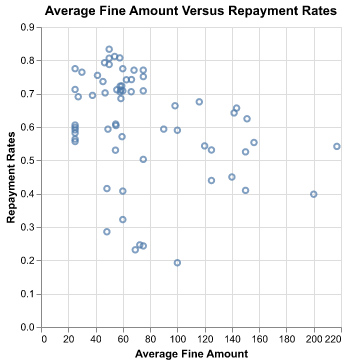 Average Fine Amount Versus Repayment Rates
0.9
0.8
0.7
0.6
0.5
0.4
0.3
0.2
0.1
0.0
Repayment Rates
0 20 40 60 80 100 120 140 160 180 200 220
Average Fine Amount